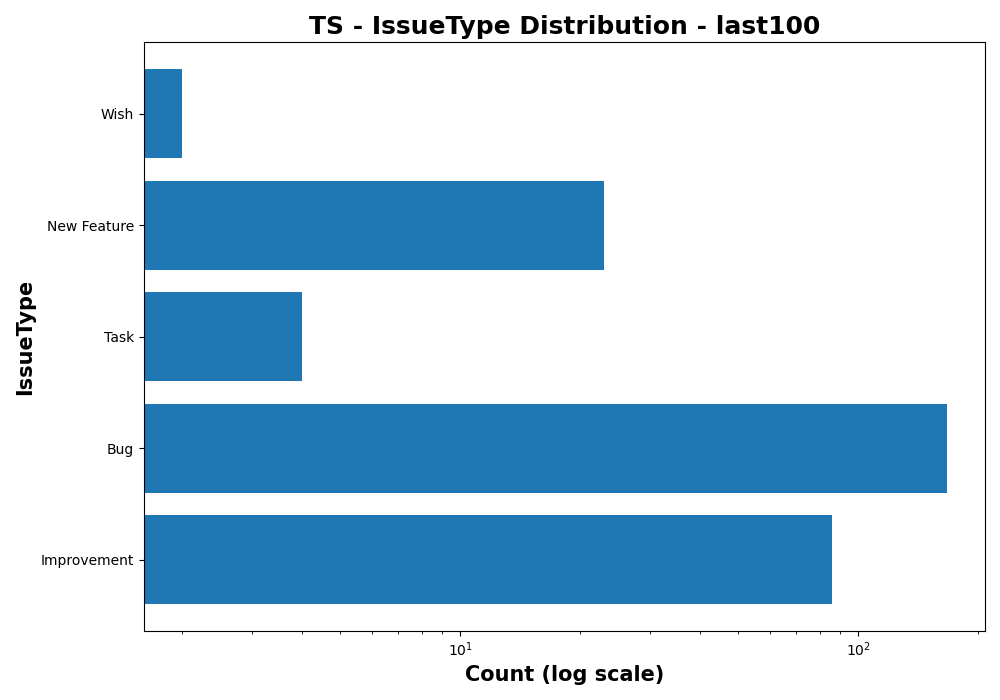 TS - IssueType Distribution - last100
IssueType
Wish
New Feature
Task
Bug
Improvement
10¹
10²
Count (log scale)